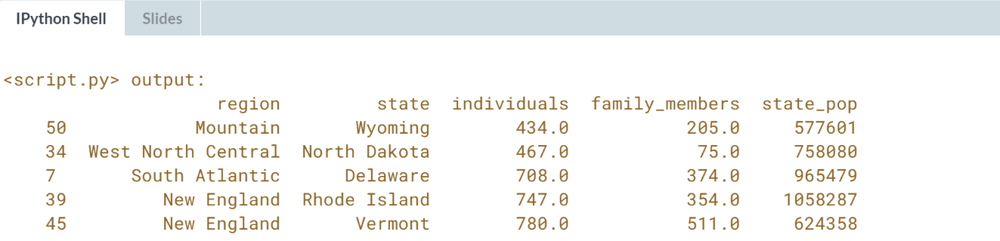 IPython Shell Slides
<script.py> output:
region state individuals family_members state_pop
50 Mountain Wyoming 434.0 205.0 577601
34 West North Central North Dakota 467.0 75.0 758080
7 South Atlantic Delaware 708.0 374.0 965479
39 New England Rhode Island 747.0 354.0 1058287
45 New England Vermont 780.0 511.0 624358